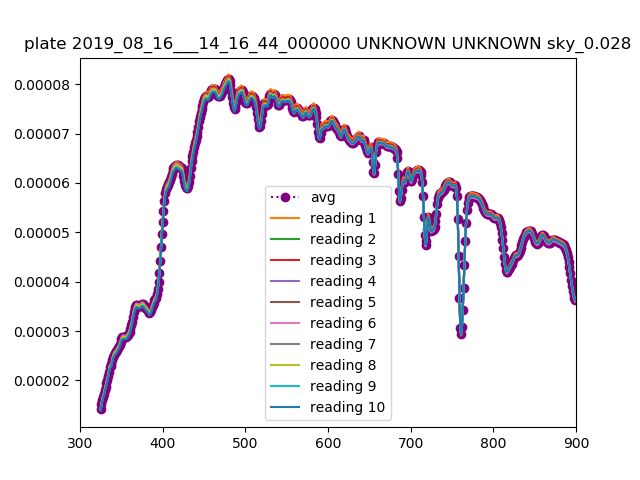 plate 2019_08_16___14_16_44_000000 UNKNOWN UNKNOWN sky_0.028
0.00008
0.00007
0.00006
0.00005
0.00004
0.00003
0.00002
avg
reading 1
reading 2
reading 3
reading 4
reading 5
reading 6
reading 7
reading 8
reading 9
reading 10
300 400 500 600 700 800 900